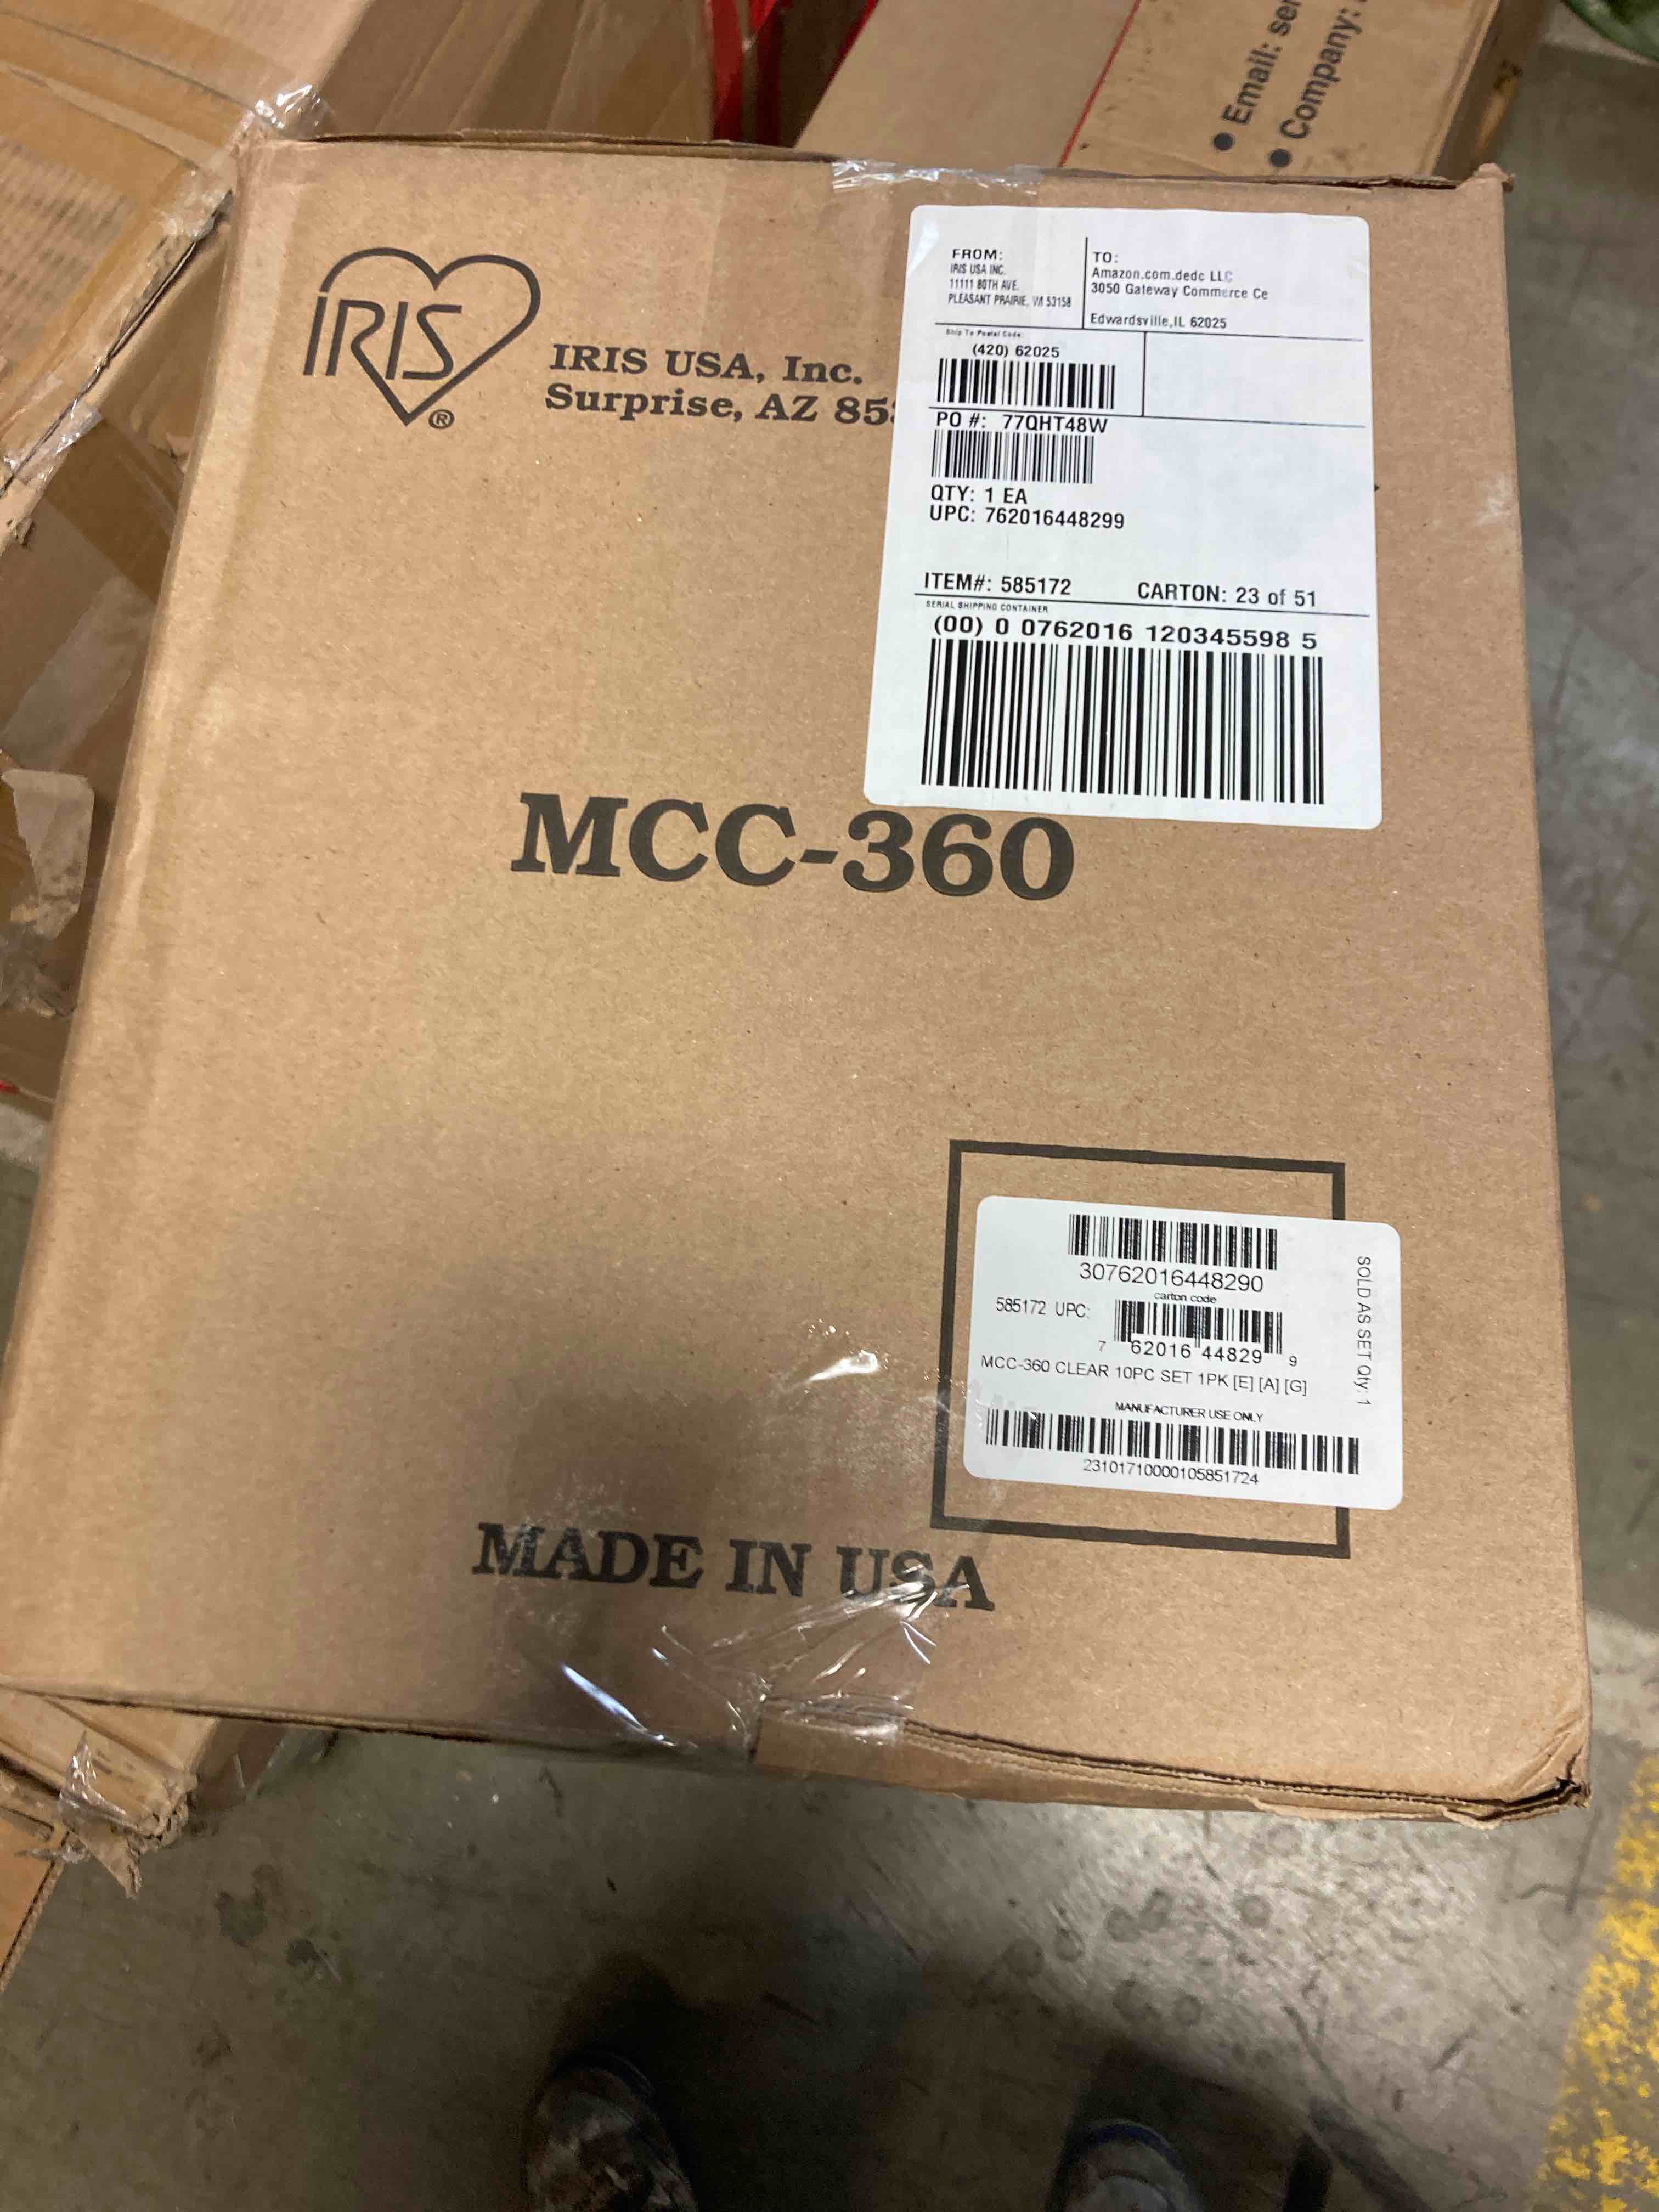 • Email: ser
• Company:
IRIS®
IRIS USA, Inc.
Surprise, AZ 853
FROM:
IRIS USA INC.
11111 80TH AVE.
PLEASANT PRAIRIE, WI 53158
TO:
Amazon.com.dedc LLC
3050 Gateway Commerce Ce
Edwardsville,IL 62025
Ship To Postal Code:
(420) 62025
PO #: 77QHT48W
QTY: 1 EA
UPC: 762016448299
ITEM#: 585172 CARTON: 23 of 51
SERIAL SHIPPING CONTAINER
(00) 0 0762016 120345598 5
MCC-360
30762016448290
carton code
585172 UPC:
7 62016 44829 9
MCC-360 CLEAR 10PC SET 1PK [E] [A] [G]
MANUFACTURER USE ONLY
23101710000105851724
SOLD AS SET Qty: 1
MADE IN USA